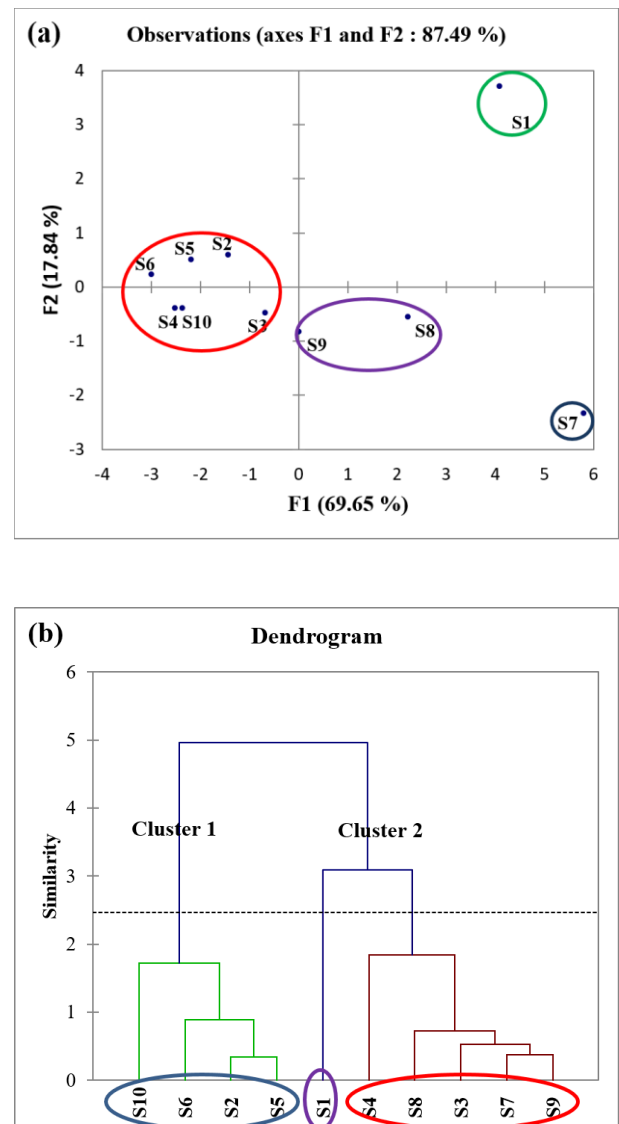 (a) Observations (axes F1 and F2 : 87.49 %)
4
3
2
1
0
-1
-2
-3
F2 (17.84 %)
S1
S2
S5
S6
S4 S10
S3
S9
S8
S7
-4 -3 -2 -1 0 1 2 3 4 5 6
F1 (69.65 %)
(b) Dendrogram
6
5
4
3
2
1
0
Similarity
Cluster 1
Cluster 2
S10 S6 S2 S5 S1 S4 S8 S3 S7 S9